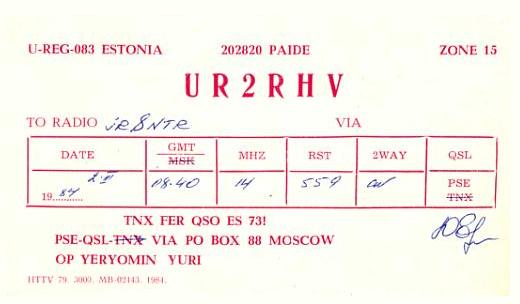 U-REG-083 ESTONIA 202820 PAIDE ZONE 15
UR2RHV
TO RADIO JR8NTR VIA
DATE GMT MHZ RST 2WAY QSL
MSK
1984 08.40 14 559 CW PSE
TNX
TNX FER QSO ES 73!
PSE-QSL-TNX VIA PO BOX 88 MOSCOW
OP YERYOMIN YURI
HTTV 79. 3000. MB-02143. 1984.